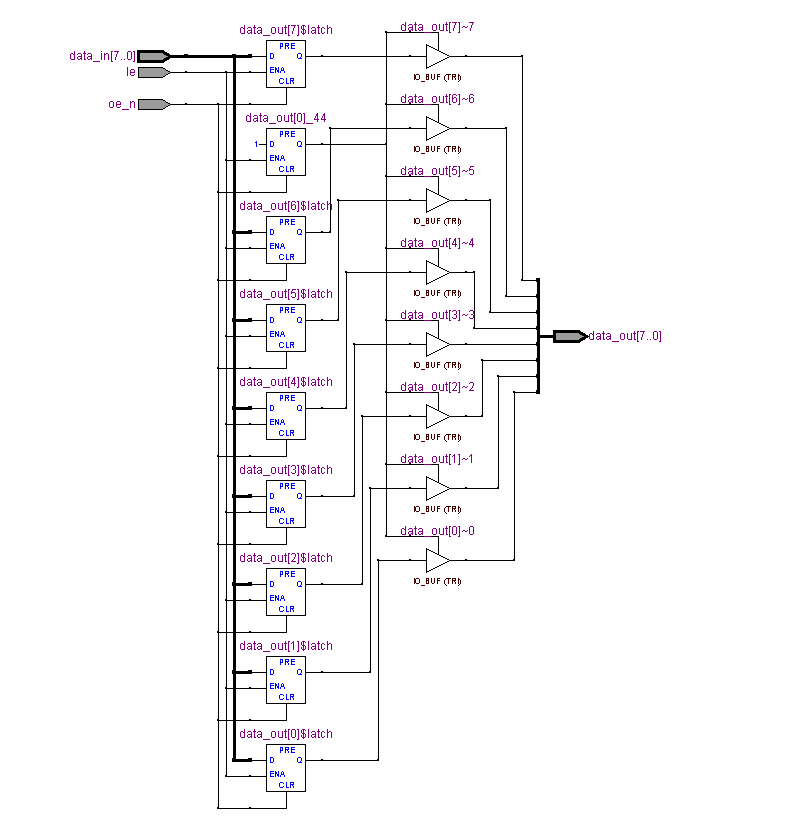 data_out[7]$latch
data_out[7]~7
data_in[7..0]
le
oe_n
PRE
D Q
ENA
CLR
IO_BUF (TRI)
data_out[0]_44
data_out[6]~6
1
PRE
D Q
ENA
CLR
IO_BUF (TRI)
data_out[6]$latch
data_out[5]~5
PRE
D Q
ENA
CLR
IO_BUF (TRI)
data_out[5]$latch
data_out[4]~4
PRE
D Q
ENA
CLR
IO_BUF (TRI)
data_out[4]$latch
data_out[3]~3
data_out[7..0]
PRE
D Q
ENA
CLR
IO_BUF (TRI)
data_out[3]$latch
data_out[2]~2
PRE
D Q
ENA
CLR
IO_BUF (TRI)
data_out[2]$latch
data_out[1]~1
PRE
D Q
ENA
CLR
IO_BUF (TRI)
data_out[1]$latch
data_out[0]~0
PRE
D Q
ENA
CLR
IO_BUF (TRI)
data_out[0]$latch
PRE
D Q
ENA
CLR